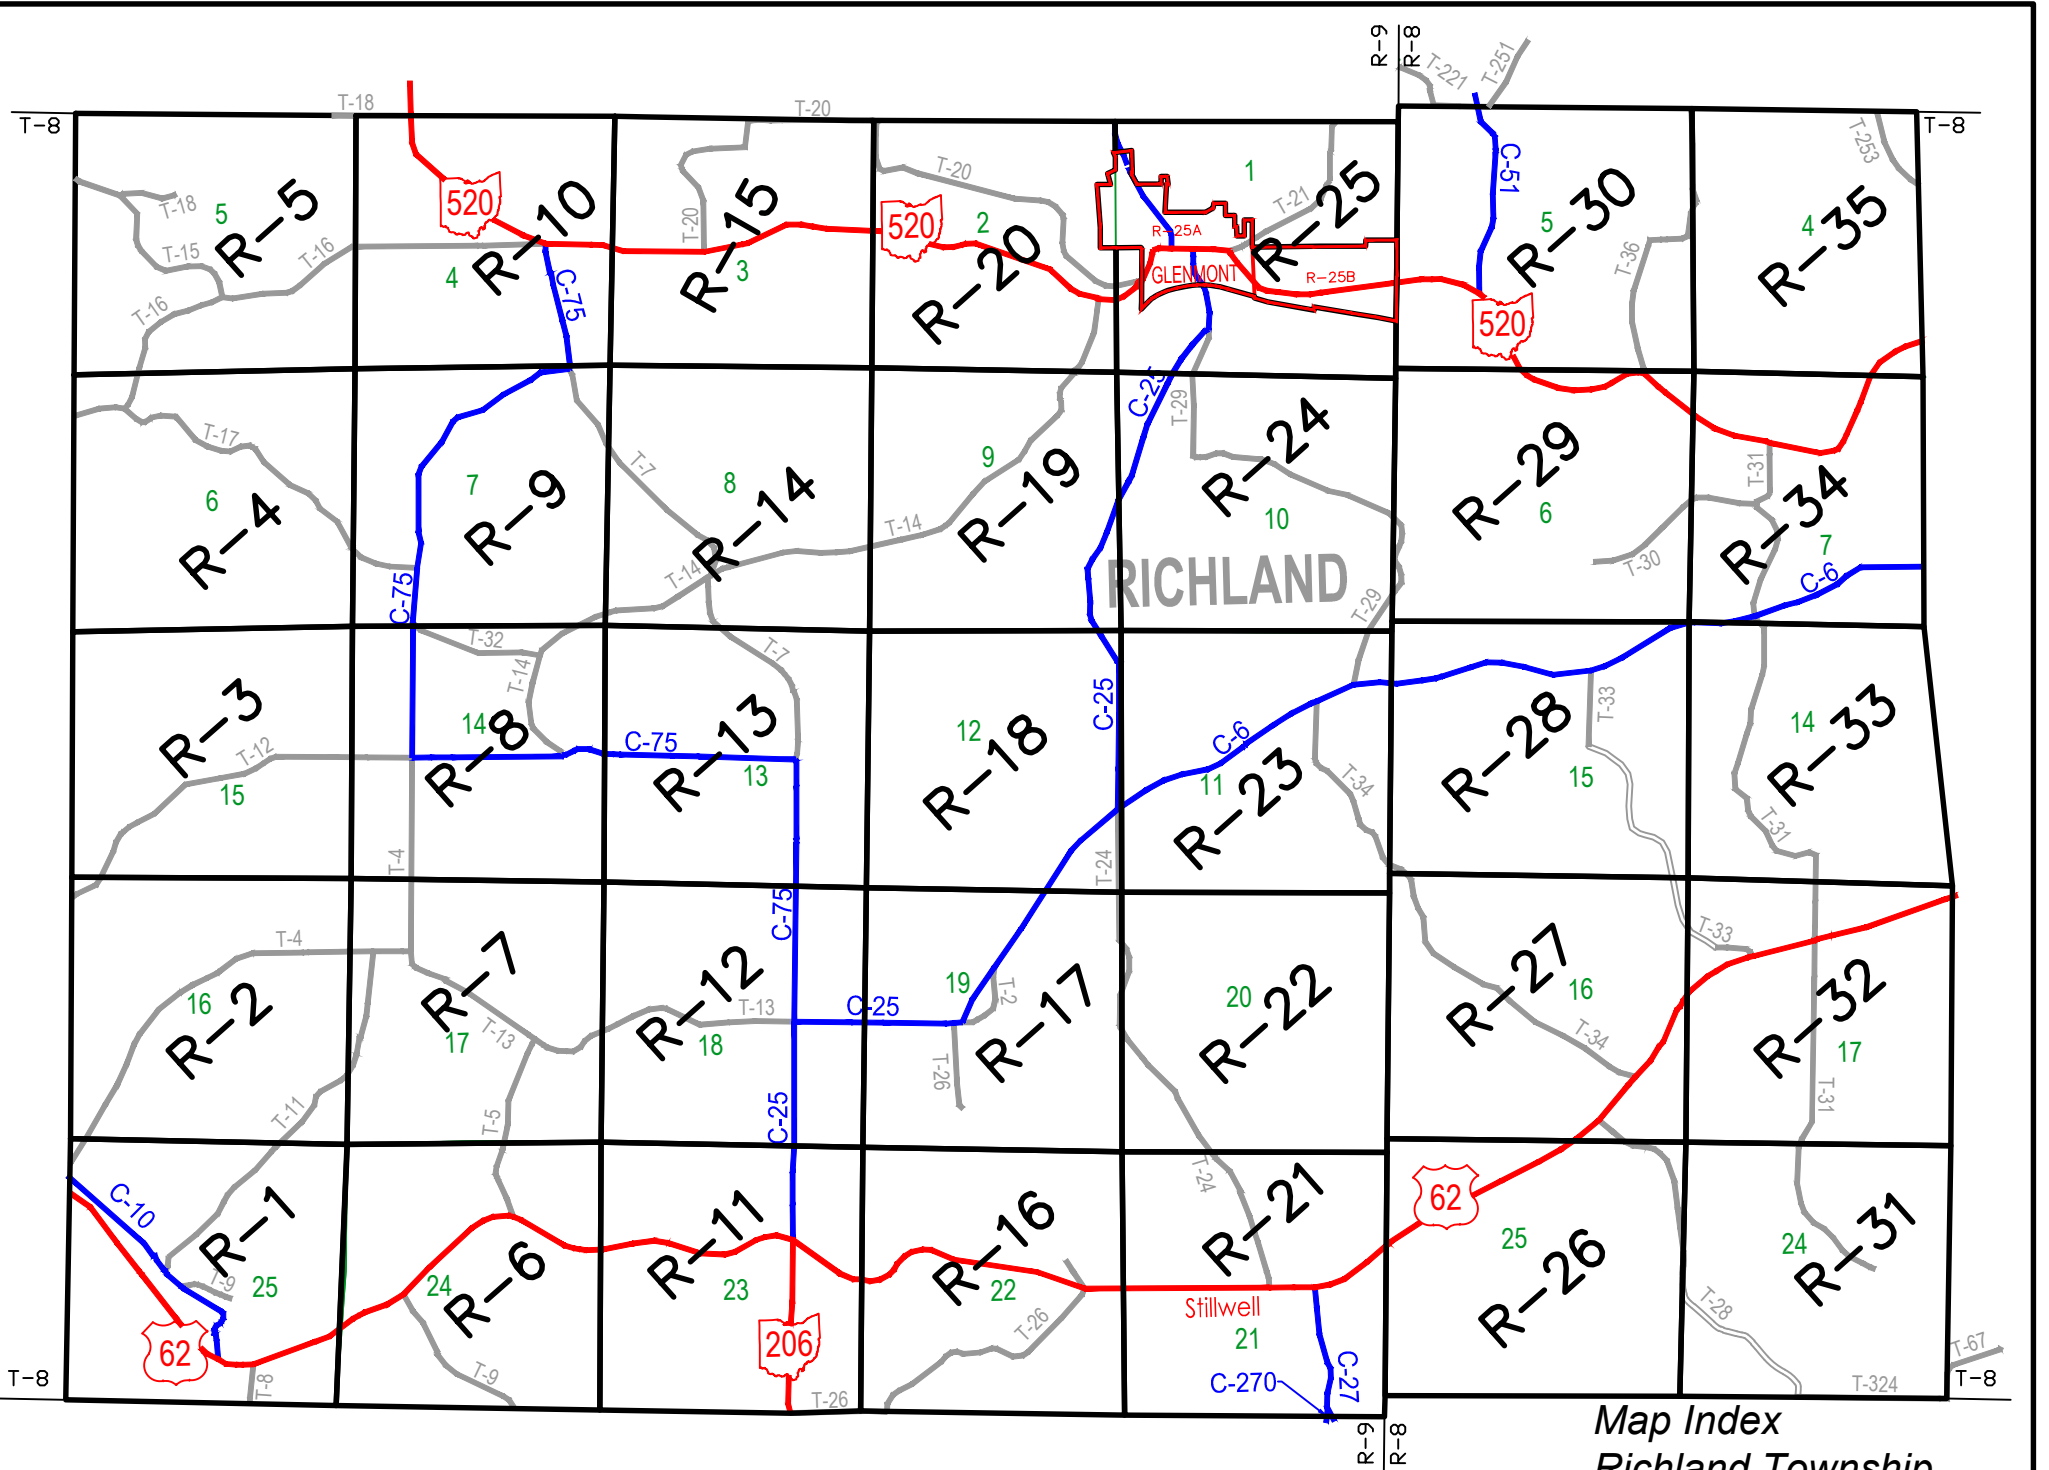 R-9
R-8
T-221
T-251
T-18
T-20
T-8
T-8
T-253
C-51
520
T-18
5
R-5
T-15
T-16
T-16
R-10
4
C-75
T-20
R-15
3
T-20
520
2
R-20
1
T-21
R-25
R-25A
GLENMONT
R-25B
R-30
5
520
T-36
4
R-35
T-17
6
R-4
7
R-9
C-75
T-7
8
R-14
T-14
T-14
9
R-19
C-25
T-29
R-24
10
RICHLAND
T-29
R-29
6
T-30
T-31
R-34
7
C-6
R-3
T-12
15
T-32
T-14
14
R-8
T-4
C-75
T-7
R-13
13
12
R-18
C-25
T-24
C-6
11
R-23
T-34
R-28
15
T-33
14
R-33
T-31
T-4
16
R-2
T-11
R-7
17
T-13
T-5
C-75
R-12
T-13
18
C-25
C-25
19
T-2
R-17
T-26
20
R-22
R-27
16
T-34
T-33
R-32
17
T-31
C-10
R-1
T-9
25
62
T-8
24
R-6
T-9
R-11
23
206
T-26
R-16
22
T-26
T-24
R-21
Stillwell
21
C-270
C-27
62
25
R-26
T-28
24
R-31
T-67
T-324
T-8
T-8
R-9
R-8
Map Index
Richland Township